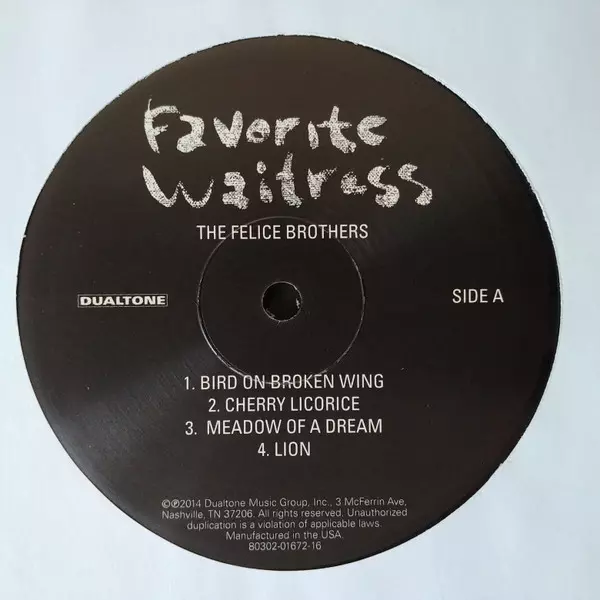 Favorite
Waitress
THE FELICE BROTHERS
DUALTONE
SIDE A
1. BIRD ON BROKEN WING
2. CHERRY LICORICE
3. MEADOW OF A DREAM
4. LION
©℗2014 Dualtone Music Group, Inc., 3 McFerrin Ave,
Nashville, TN 37206. All rights reserved. Unauthorized
duplication is a violation of applicable laws.
Manufactured in the USA.
80302-01672-16